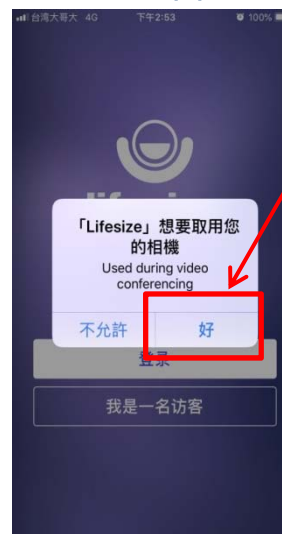 台湾大哥大 4G 下午2:53 100%
「Lifesize」想要取用您
的相機
Used during video
conferencing
不允許 好
登录
我是一名访客